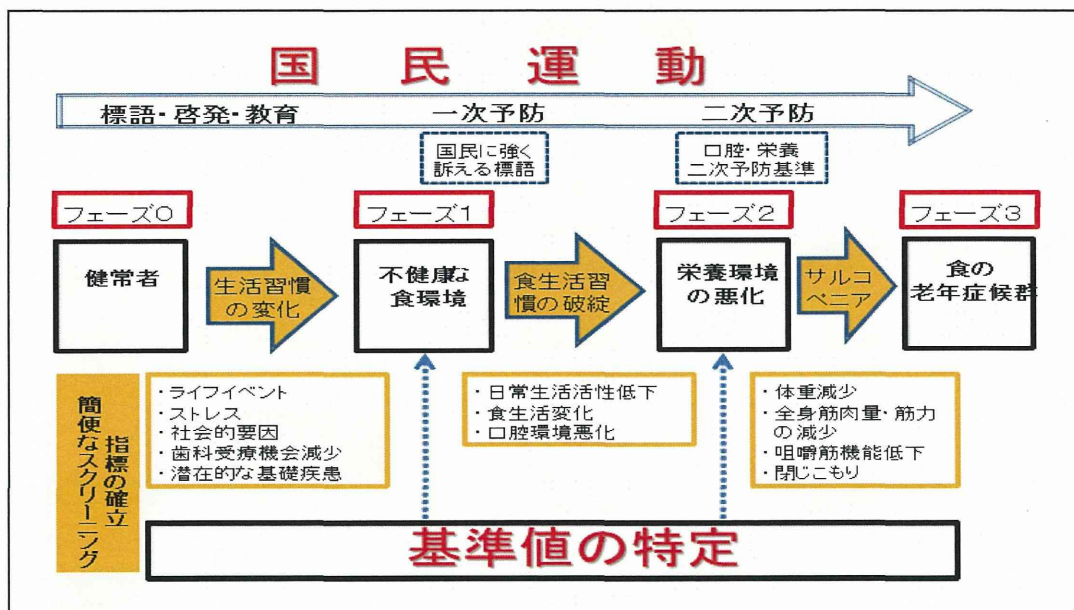 国民運動
標語・啓発・教育
一次予防
二次予防
国民に強く
訴える標語
口腔・栄養
二次予防基準
フェーズ0
フェーズ1
フェーズ2
フェーズ3
健常者
生活習慣
の変化
不健康な
食環境
食生活習
慣の破綻
栄養環境
の悪化
サルコ
ペニア
食の
老年症候群
簡便なスクリーニング
指標の確立
・ライフイベント
・ストレス
・社会的要因
・歯科受療機会減少
・潜在的な基礎疾患
・日常生活活性低下
・食生活変化
・口腔環境悪化
・体重減少
・全身筋肉量・筋力
の減少
・咀嚼筋機能低下
・閉じこもり
基準値の特定